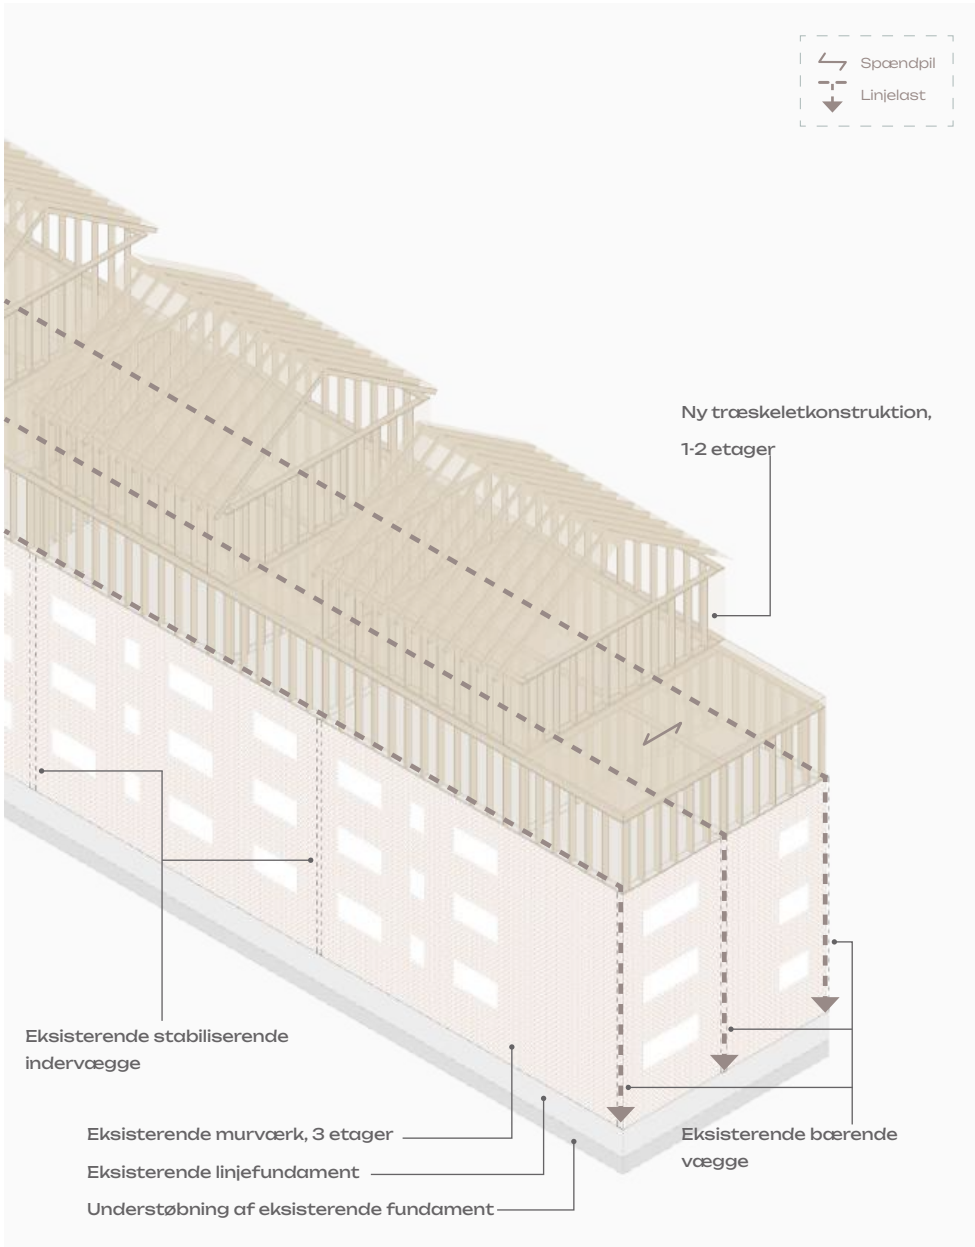 Spændpil
Linjelast
Ny træskeletkonstruktion,
1-2 etager
Eksisterende stabiliserende
indervægge
Eksisterende murværk, 3 etager
Eksisterende linjefundament
Understøbning af eksisterende fundament
Eksisterende bærende
vægge